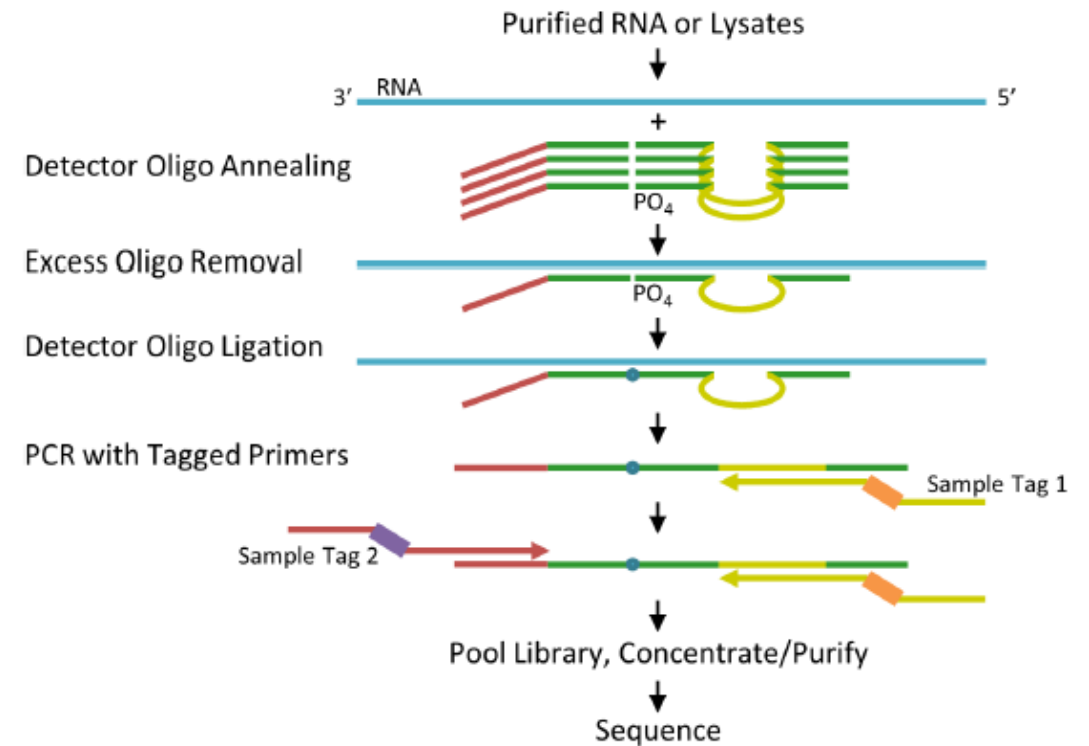 Purified RNA or Lysates
3′ RNA 5′
+
Detector Oligo Annealing
PO₄
Excess Oligo Removal
PO₄
Detector Oligo Ligation
PCR with Tagged Primers
Sample Tag 1
Sample Tag 2
Pool Library, Concentrate/Purify
Sequence